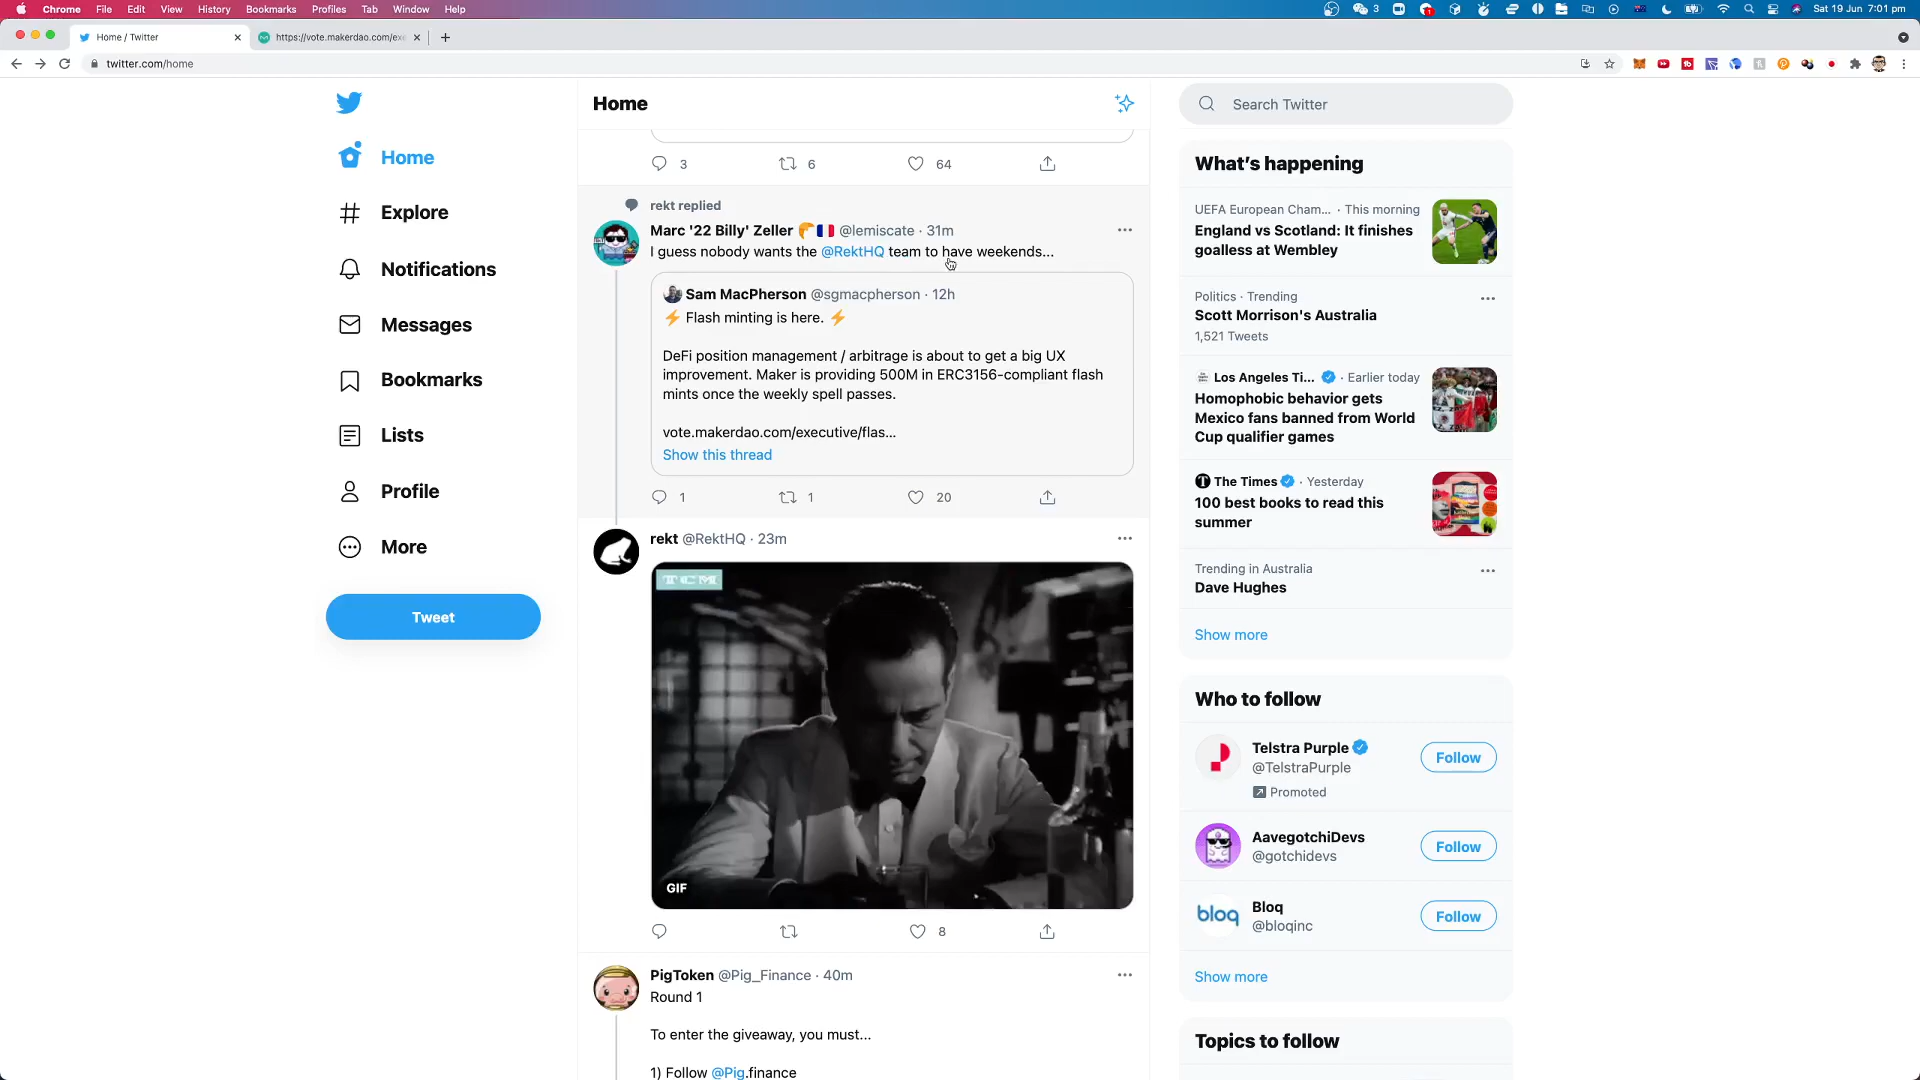 Chrome File Edit View History Bookmarks Profiles Tab Window Help
3
1
Sat 19 Jun 7:01 pm
Home / Twitter
https://vote.makerdao.com/exe
twitter.com/home
Home
Explore
Notifications
Messages
Bookmarks
Lists
Profile
More
Tweet
Home
3 6 64
rekt replied
Marc '22 Billy' Zeller 🥐🇫🇷 @lemiscate · 31m
I guess nobody wants the @RektHQ team to have weekends...
Sam MacPherson @sgmacpherson · 12h
⚡ Flash minting is here. ⚡
DeFi position management / arbitrage is about to get a big UX
improvement. Maker is providing 500M in ERC3156-compliant flash
mints once the weekly spell passes.
vote.makerdao.com/executive/flas...
Show this thread
1 1 20
rekt @RektHQ · 23m
TCM
GIF
8
PigToken @Pig_Finance · 40m
Round 1
To enter the giveaway, you must...
1) Follow @Pig.finance
Search Twitter
What's happening
UEFA European Cham... · This morning
England vs Scotland: It finishes
goalless at Wembley
Politics · Trending
Scott Morrison's Australia
1,521 Tweets
Los Angeles Ti... · Earlier today
Homophobic behavior gets
Mexico fans banned from World
Cup qualifier games
The Times · Yesterday
100 best books to read this
summer
Trending in Australia
Dave Hughes
Show more
Who to follow
Telstra Purple
@TelstraPurple
Promoted
Follow
AavegotchiDevs
@gotchidevs
Follow
bloq
Bloq
@bloqinc
Follow
Show more
Topics to follow